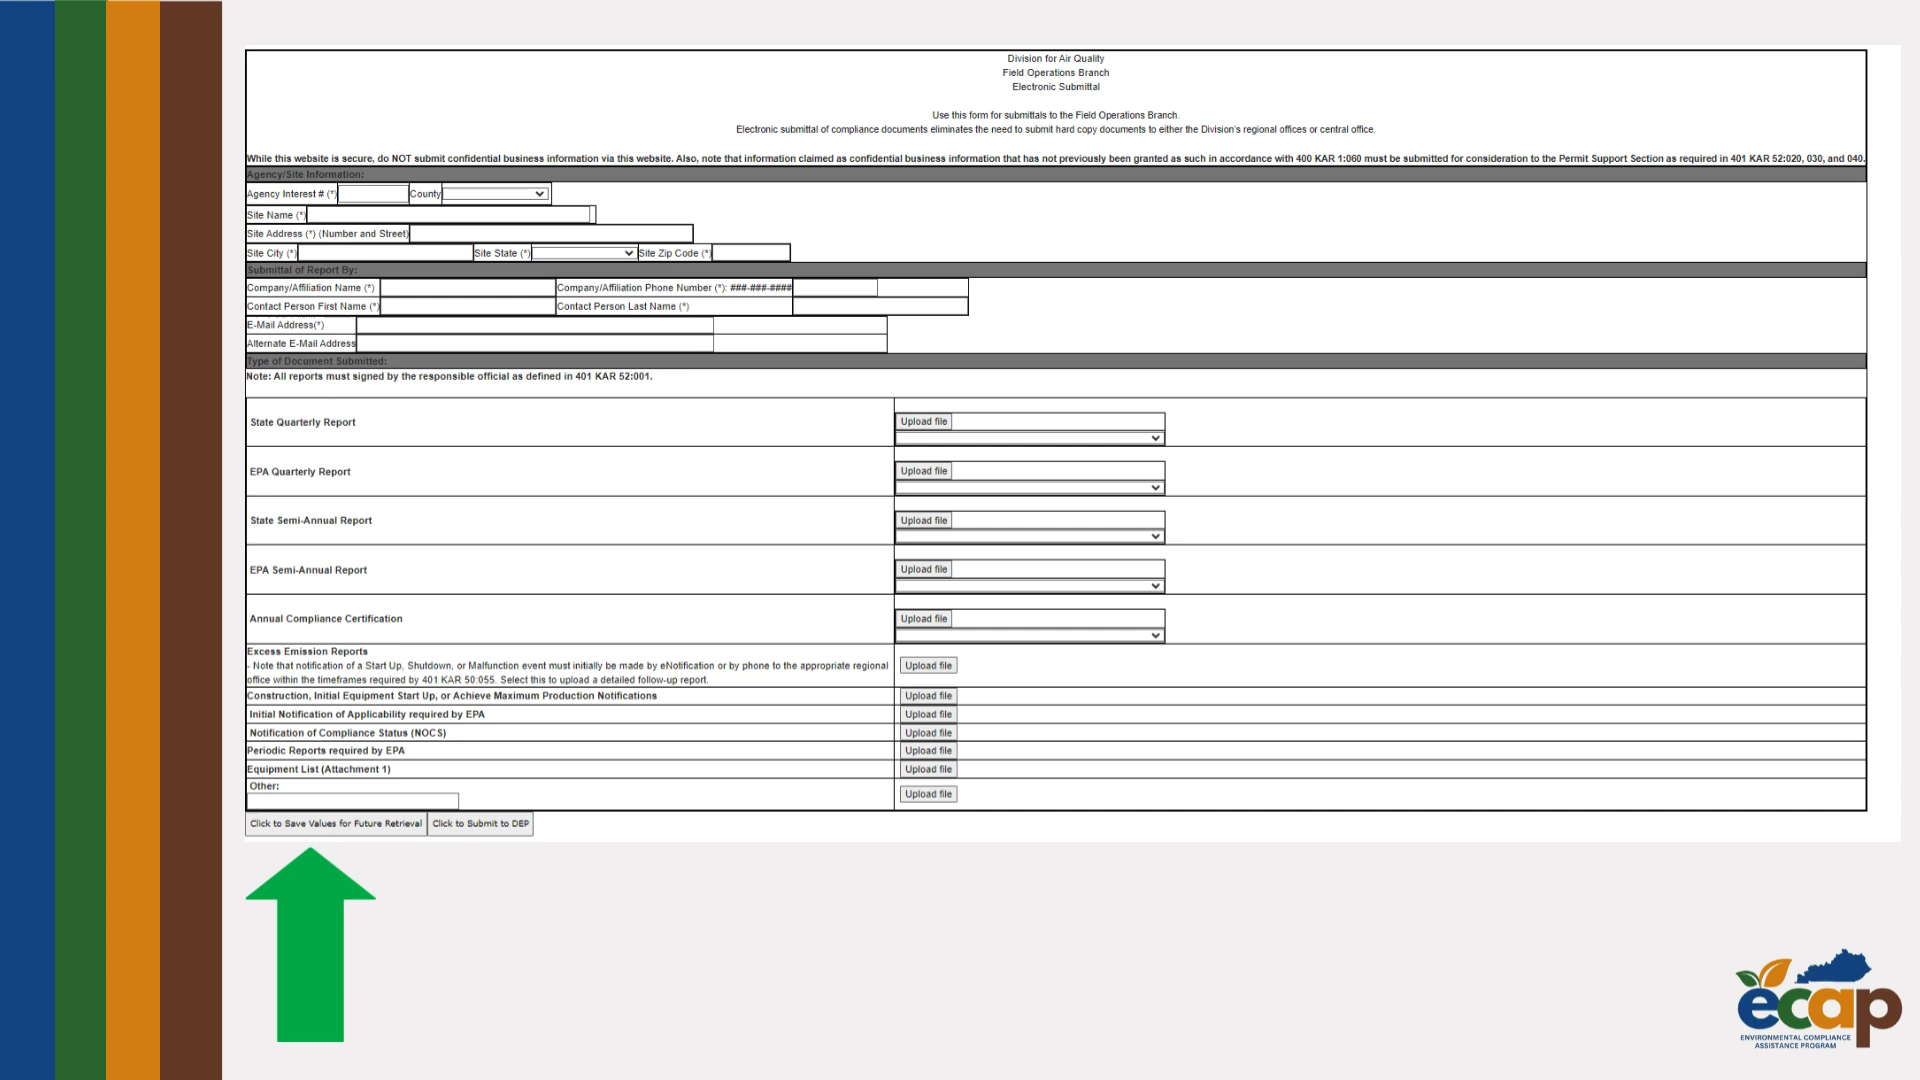 Division for Air Quality
Field Operations Branch
Electronic Submittal
Use this form for submittals to the Field Operations Branch.
Electronic submittal of compliance documents eliminates the need to submit hard copy documents to either the Division's regional offices or central office.
While this website is secure, do NOT submit confidential business information via this website. Also, note that information claimed as confidential business information that has not previously been granted as such in accordance with 400 KAR 1:060 must be submitted for consideration to the Permit Support Section as required in 401 KAR 52:020, 030, and 040.
Agency/Site Information:
Agency Interest # (*) County
Site Name (*)
Site Address (*) (Number and Street)
Site City (*) Site State (*) Site Zip Code (*)
Submittal of Report By:
Company/Affiliation Name (*) Company/Affiliation Phone Number (*): ###-###-####
Contact Person First Name (*) Contact Person Last Name (*)
E-Mail Address(*)
Alternate E-Mail Address
Type of Document Submitted:
Note: All reports must signed by the responsible official as defined in 401 KAR 52:001.
State Quarterly Report Upload file
EPA Quarterly Report Upload file
State Semi-Annual Report Upload file
EPA Semi-Annual Report Upload file
Annual Compliance Certification Upload file
Excess Emission Reports
- Note that notification of a Start Up, Shutdown, or Malfunction event must initially be made by eNotification or by phone to the appropriate regional
office within the timeframes required by 401 KAR 50:055. Select this to upload a detailed follow-up report. Upload file
Construction, Initial Equipment Start Up, or Achieve Maximum Production Notifications Upload file
Initial Notification of Applicability required by EPA Upload file
Notification of Compliance Status (NOCS) Upload file
Periodic Reports required by EPA Upload file
Equipment List (Attachment 1) Upload file
Other: Upload file
Click to Save Values for Future Retrieval Click to Submit to DEP
ecap
ENVIRONMENTAL COMPLIANCE
ASSISTANCE PROGRAM